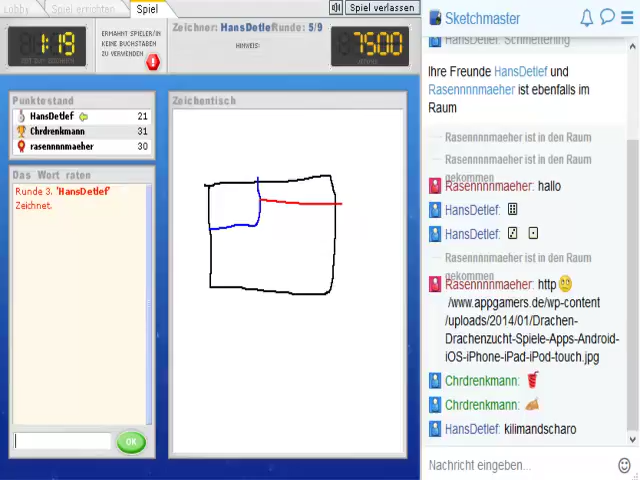 Lobby
Spiel errichten
Spiel
Spiel verlassen
1:19
ERMAHNT SPIELER/IN
KEINE BUCHSTABEN
ZU VERWENDEN
Zeichner: HansDetle
Runde: 5/9
HINWEIS:
7500
Punktestand
HansDetlef 21
Chrdrenkmann 31
rasennnnmaeher 30
Das Wort raten
Runde 3. 'HansDetlef'
Zeichnet.
OK
Zeichentisch
Sketchmaster
HansDetlef: Schmetterling
Ihre Freunde HansDetlef und
Rasennnnmaeher ist ebenfalls im
Raum
Rasennnnmaeher ist in den Raum
Rasennnnmaeher ist in den Raum
gekommen
Rasennnnmaeher: hallo
HansDetlef:
HansDetlef:
Rasennnnmaeher ist in den Raum
gekommen
Rasennnnmaeher: http
/www.appgamers.de/wp-content
/uploads/2014/01/Drachen-
Drachenzucht-Spiele-Apps-Android-
iOS-iPhone-iPad-iPod-touch.jpg
Chrdrenkmann:
Chrdrenkmann:
HansDetlef: kilimandscharo
Nachricht eingeben...